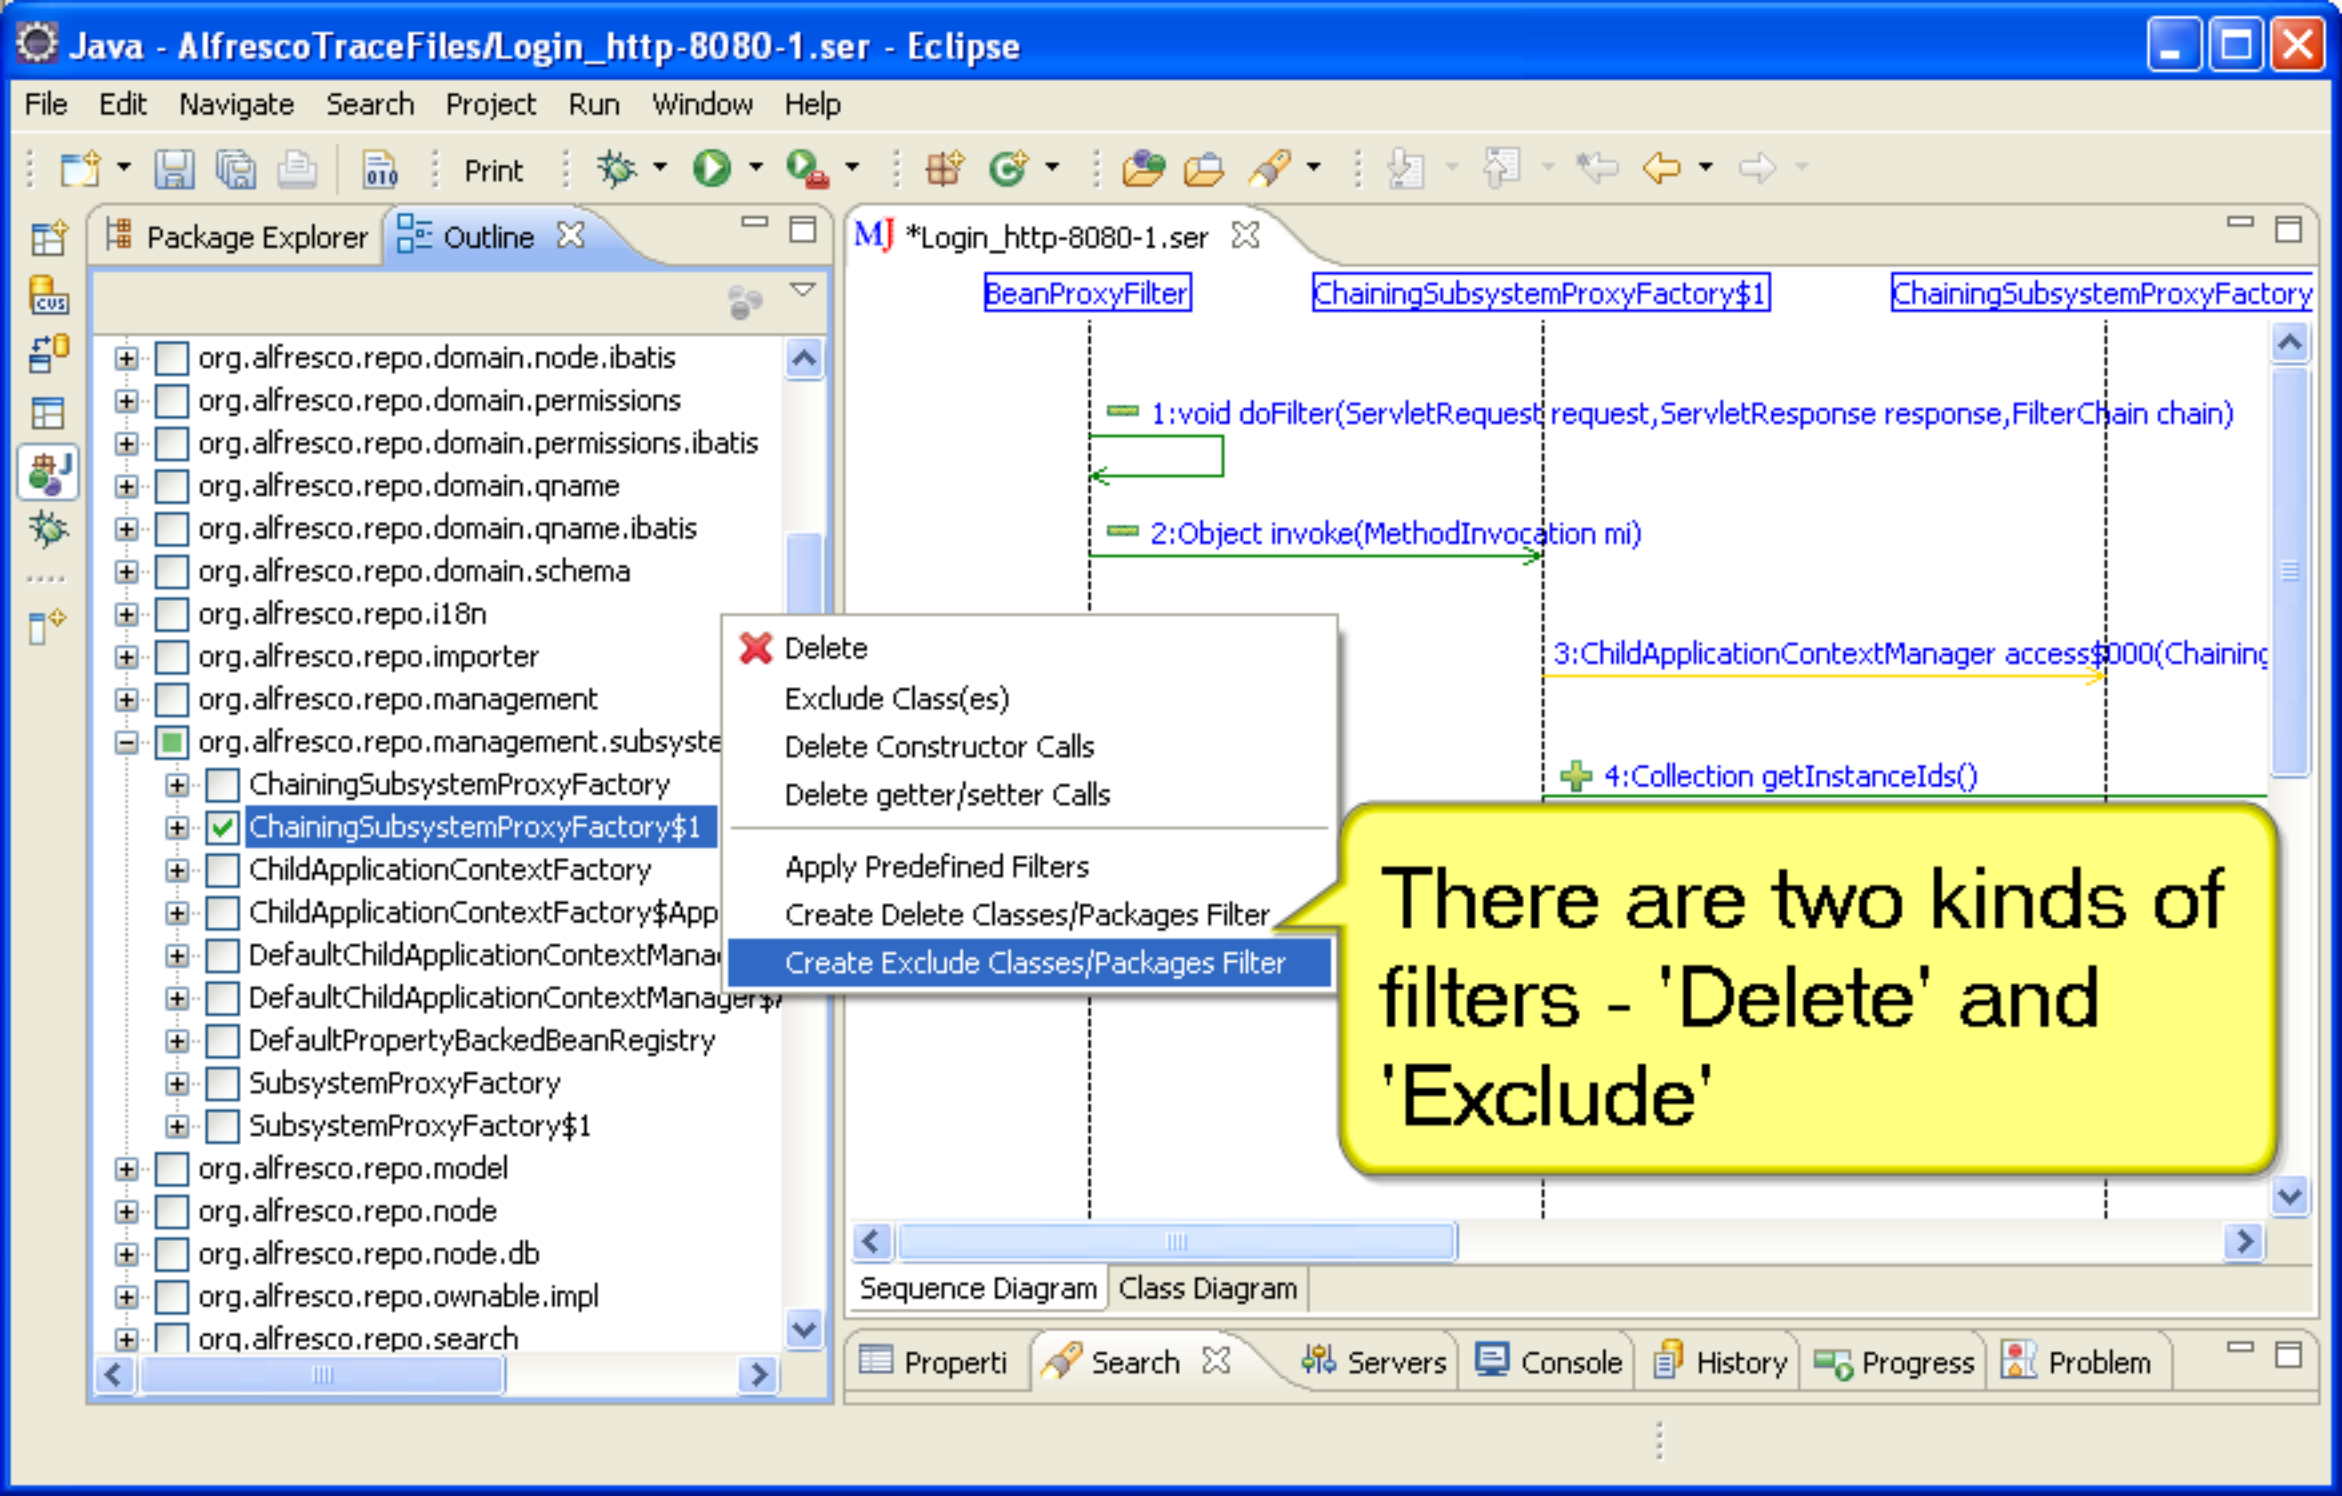 Java - AlfrescoTraceFiles/Login_http-8080-1.ser - Eclipse
File Edit Navigate Search Project Run Window Help
010 Print
cvs
Package Explorer Outline
org.alfresco.repo.domain.node.ibatis
org.alfresco.repo.domain.permissions
org.alfresco.repo.domain.permissions.ibatis
org.alfresco.repo.domain.qname
org.alfresco.repo.domain.qname.ibatis
org.alfresco.repo.domain.schema
org.alfresco.repo.i18n
org.alfresco.repo.importer
org.alfresco.repo.management
org.alfresco.repo.management.subsyste
ChainingSubsystemProxyFactory
ChainingSubsystemProxyFactory$1
ChildApplicationContextFactory
ChildApplicationContextFactory$App
DefaultChildApplicationContextMana
DefaultChildApplicationContextManager$
DefaultPropertyBackedBeanRegistry
SubsystemProxyFactory
SubsystemProxyFactory$1
org.alfresco.repo.model
org.alfresco.repo.node
org.alfresco.repo.node.db
org.alfresco.repo.ownable.impl
org.alfresco.repo.search
Delete
Exclude Class(es)
Delete Constructor Calls
Delete getter/setter Calls
Apply Predefined Filters
Create Delete Classes/Packages Filter
Create Exclude Classes/Packages Filter
MJ *Login_http-8080-1.ser
BeanProxyFilter ChainingSubsystemProxyFactory$1 ChainingSubsystemProxyFactory
1:void doFilter(ServletRequest request,ServletResponse response,FilterChain chain)
2:Object invoke(MethodInvocation mi)
3:ChildApplicationContextManager access$000(Chaining
4:Collection getInstanceIds()
There are two kinds of
filters - 'Delete' and
'Exclude'
Sequence Diagram Class Diagram
Properti Search Servers Console History Progress Problem